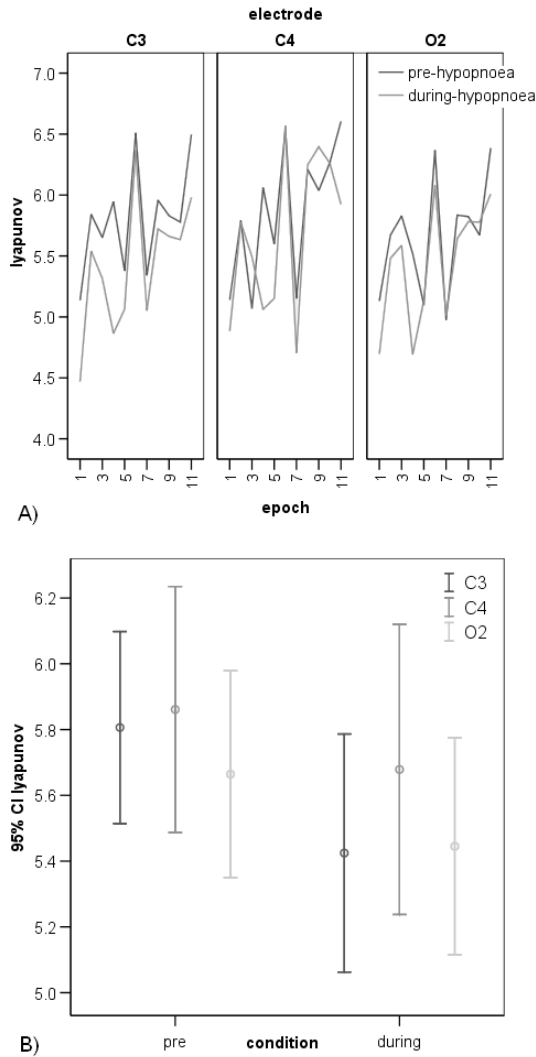 electrode
C3 C4 O2
pre-hypopnoea
during-hypopnoea
lyapunov
7.0
6.5
6.0
5.5
5.0
4.5
4.0
1 3 5 7 9 11 1 3 5 7 9 11 1 3 5 7 9 11
epoch
A)
C3
C4
O2
95% CI lyapunov
6.2
6.0
5.8
5.6
5.4
5.2
5.0
pre condition during
B)